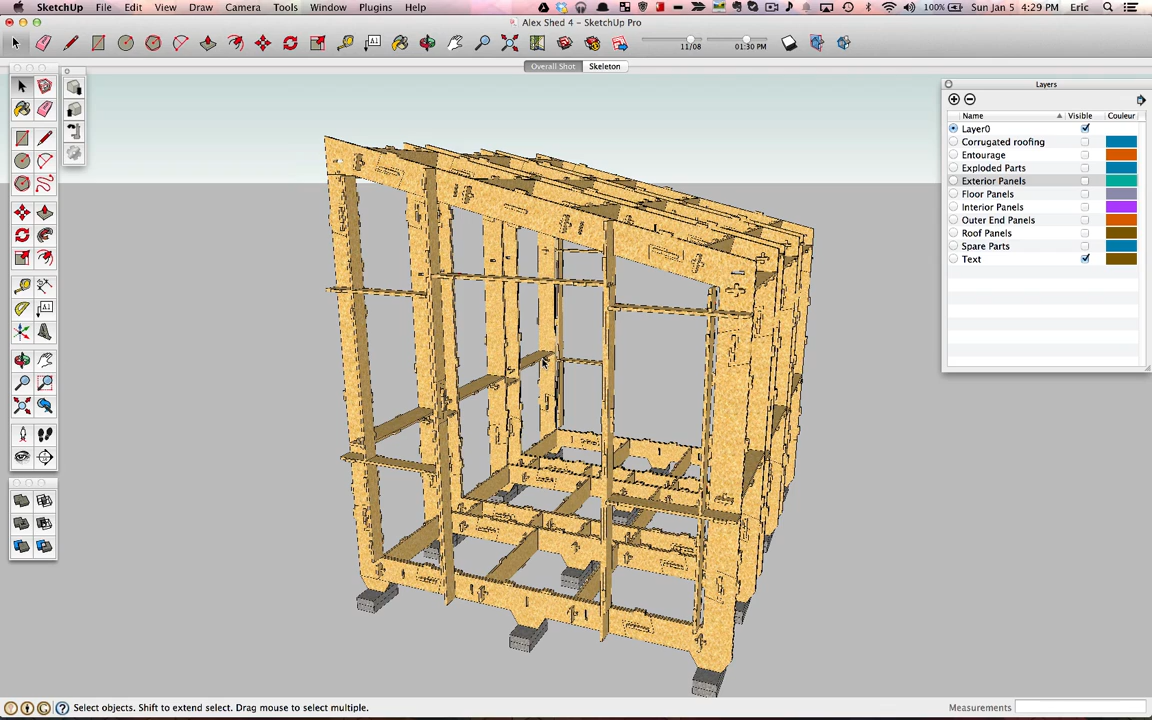 SketchUp File Edit View Draw Camera Tools Window Plugins Help 100% Sun Jan 5 4:29 PM Eric
Alex Shed 4 – SketchUp Pro
A1 11/08 01:30 PM
Overall Shot Skeleton
Layers
Name Visible Couleur
Layer0
Corrugated roofing
Entourage
Exploded Parts
Exterior Panels
Floor Panels
Interior Panels
Outer End Panels
Roof Panels
Spare Parts
Text
A1
Select objects. Shift to extend select. Drag mouse to select multiple. Measurements